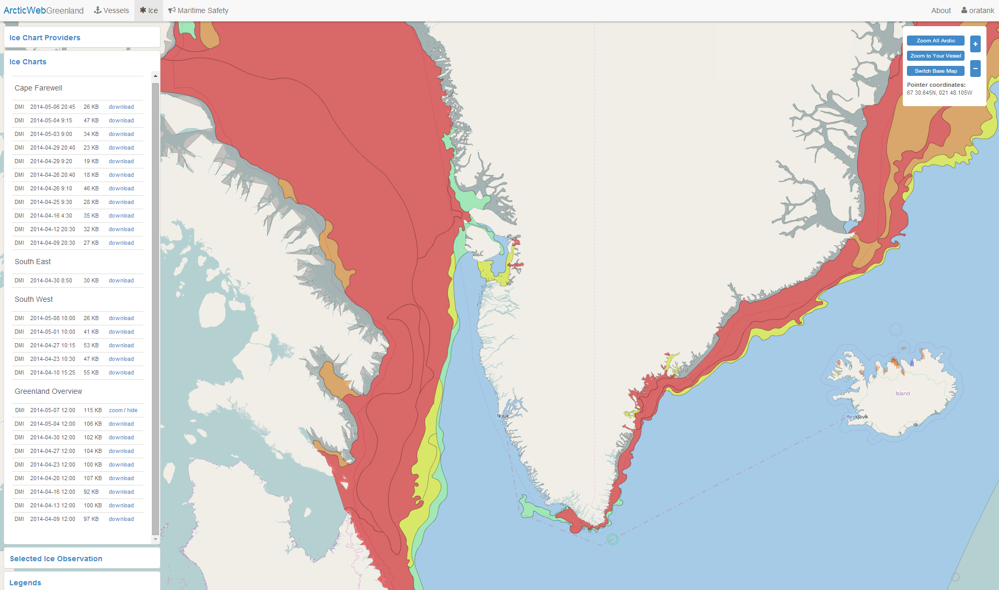 ArcticWebGreenland Vessels Ice Maritime Safety About oratank
Ice Chart Providers
Ice Charts
Cape Farewell
DMI 2014-05-06 20:45 26 KB download
DMI 2014-05-04 9:15 47 KB download
DMI 2014-05-03 9:00 34 KB download
DMI 2014-04-29 20:40 23 KB download
DMI 2014-04-29 9:20 19 KB download
DMI 2014-04-26 20:40 18 KB download
DMI 2014-04-26 9:10 46 KB download
DMI 2014-04-25 9:30 28 KB download
DMI 2014-04-16 4:30 35 KB download
DMI 2014-04-12 20:30 32 KB download
DMI 2014-04-09 20:30 27 KB download
South East
DMI 2014-04-30 8:50 30 KB download
South West
DMI 2014-05-08 10:00 26 KB download
DMI 2014-05-01 10:00 41 KB download
DMI 2014-04-27 10:15 53 KB download
DMI 2014-04-23 10:30 47 KB download
DMI 2014-04-10 15:25 55 KB download
Greenland Overview
DMI 2014-05-07 12:00 115 KB zoom / hide
DMI 2014-05-04 12:00 106 KB download
DMI 2014-04-30 12:00 102 KB download
DMI 2014-04-27 12:00 104 KB download
DMI 2014-04-23 12:00 100 KB download
DMI 2014-04-20 12:00 107 KB download
DMI 2014-04-16 12:00 92 KB download
DMI 2014-04-13 12:00 100 KB download
DMI 2014-04-09 12:00 97 KB download
Selected Ice Observation
Legends
Zoom All Arctic
+
Zoom to Your Vessel
Switch Base Map
−
Pointer coordinates:
67 30.645N, 021 48.105W
Ísland
Nuuk
Reykjavík